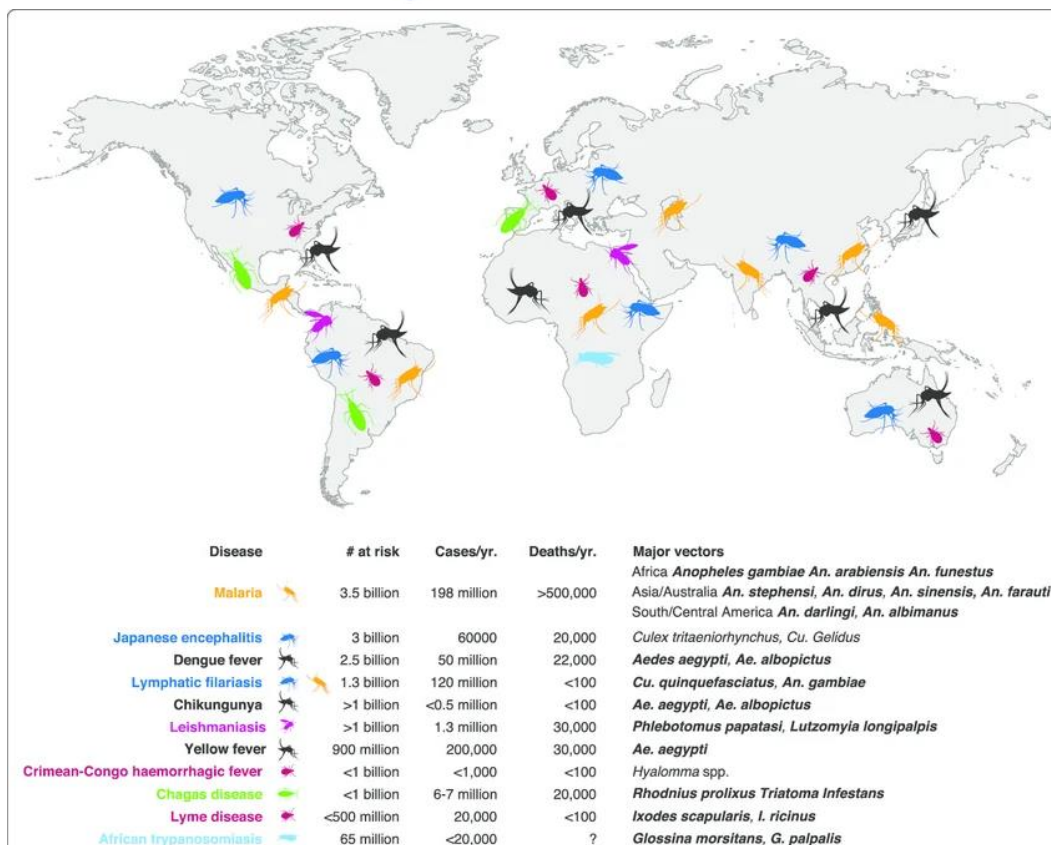 Disease # at risk Cases/yr. Deaths/yr. Major vectors
Africa Anopheles gambiae An. arabiensis An. funestus
Malaria 3.5 billion 198 million >500,000 Asia/Australia An. stephensi, An. dirus, An. sinensis, An. farauti
South/Central America An. darlingi, An. albimanus
Japanese encephalitis 3 billion 60000 20,000 Culex tritaeniorhynchus, Cu. Gelidus
Dengue fever 2.5 billion 50 million 22,000 Aedes aegypti, Ae. albopictus
Lymphatic filariasis 1.3 billion 120 million <100 Cu. quinquefasciatus, An. gambiae
Chikungunya >1 billion <0.5 million <100 Ae. aegypti, Ae. albopictus
Leishmaniasis >1 billion 1.3 million 30,000 Phlebotomus papatasi, Lutzomyia longipalpis
Yellow fever 900 million 200,000 30,000 Ae. aegypti
Crimean-Congo haemorrhagic fever <1 billion <1,000 <100 Hyalomma spp.
Chagas disease <1 billion 6-7 million 20,000 Rhodnius prolixus Triatoma Infestans
Lyme disease <500 million 20,000 <100 Ixodes scapularis, I. ricinus
African trypanosomiasis 65 million <20,000 ? Glossina morsitans, G. palpalis